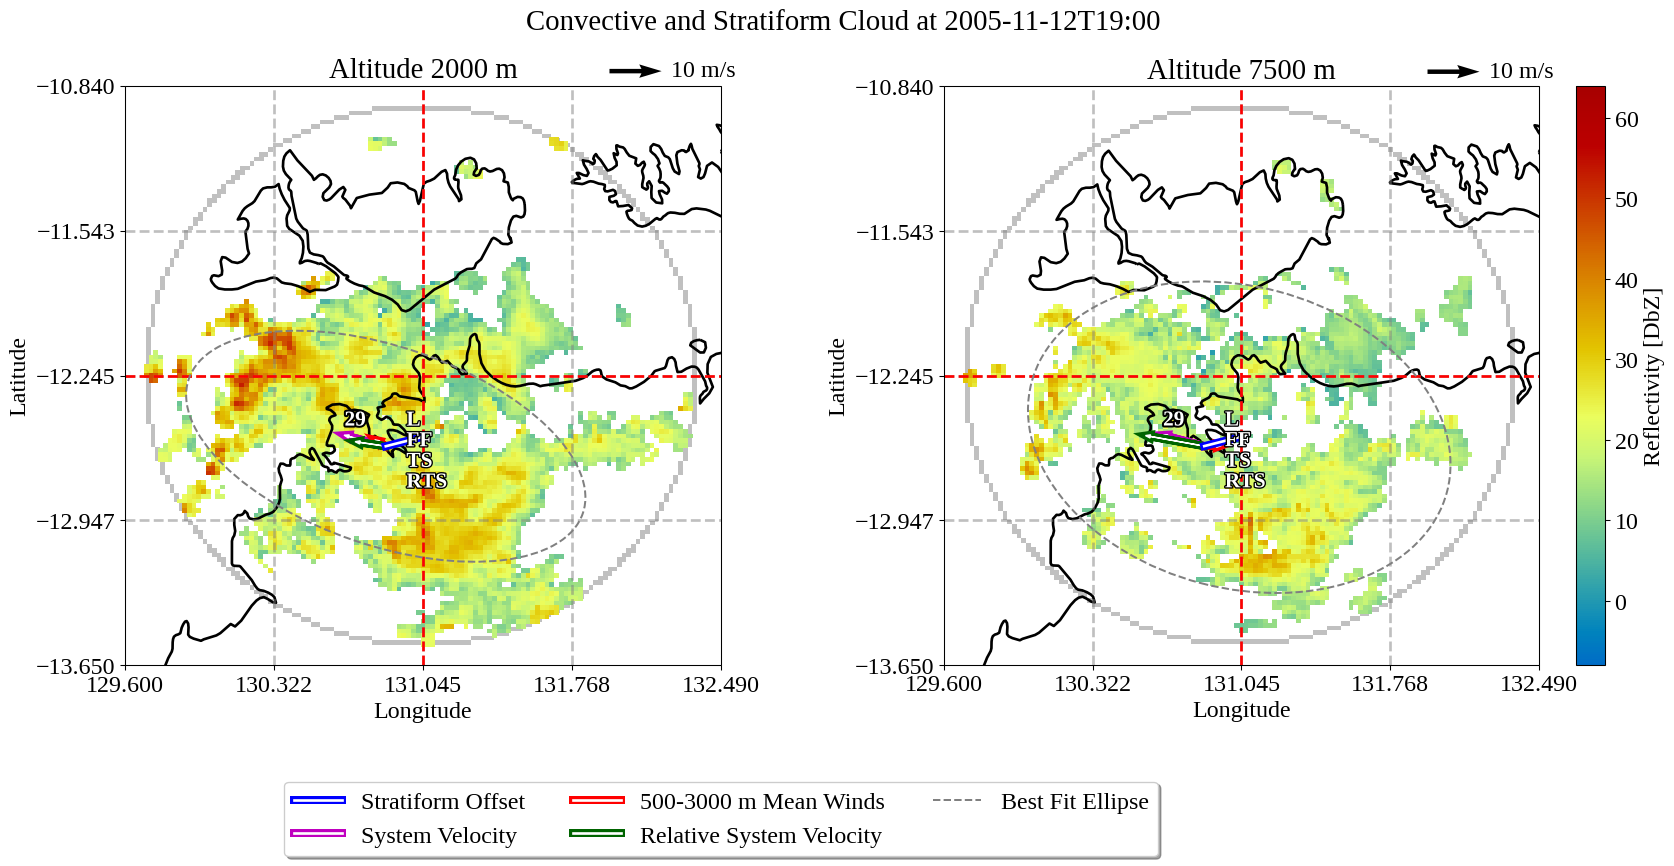 Convective and Stratiform Cloud at 2005-11-12T19:00
Altitude 2000 m
10 m/s
Altitude 7500 m
10 m/s
−10.840
−11.543
−12.245
−12.947
−13.650
Latitude
29
L
FF
TS
RTS
129.600
130.322
131.045
131.768
132.490
Longitude
−10.840
−11.543
−12.245
−12.947
−13.650
Latitude
29
L
FF
TS
RTS
129.600
130.322
131.045
131.768
132.490
Longitude
60
50
40
30
20
10
0
Reflectivity [DbZ]
Stratiform Offset
System Velocity
500-3000 m Mean Winds
Relative System Velocity
Best Fit Ellipse